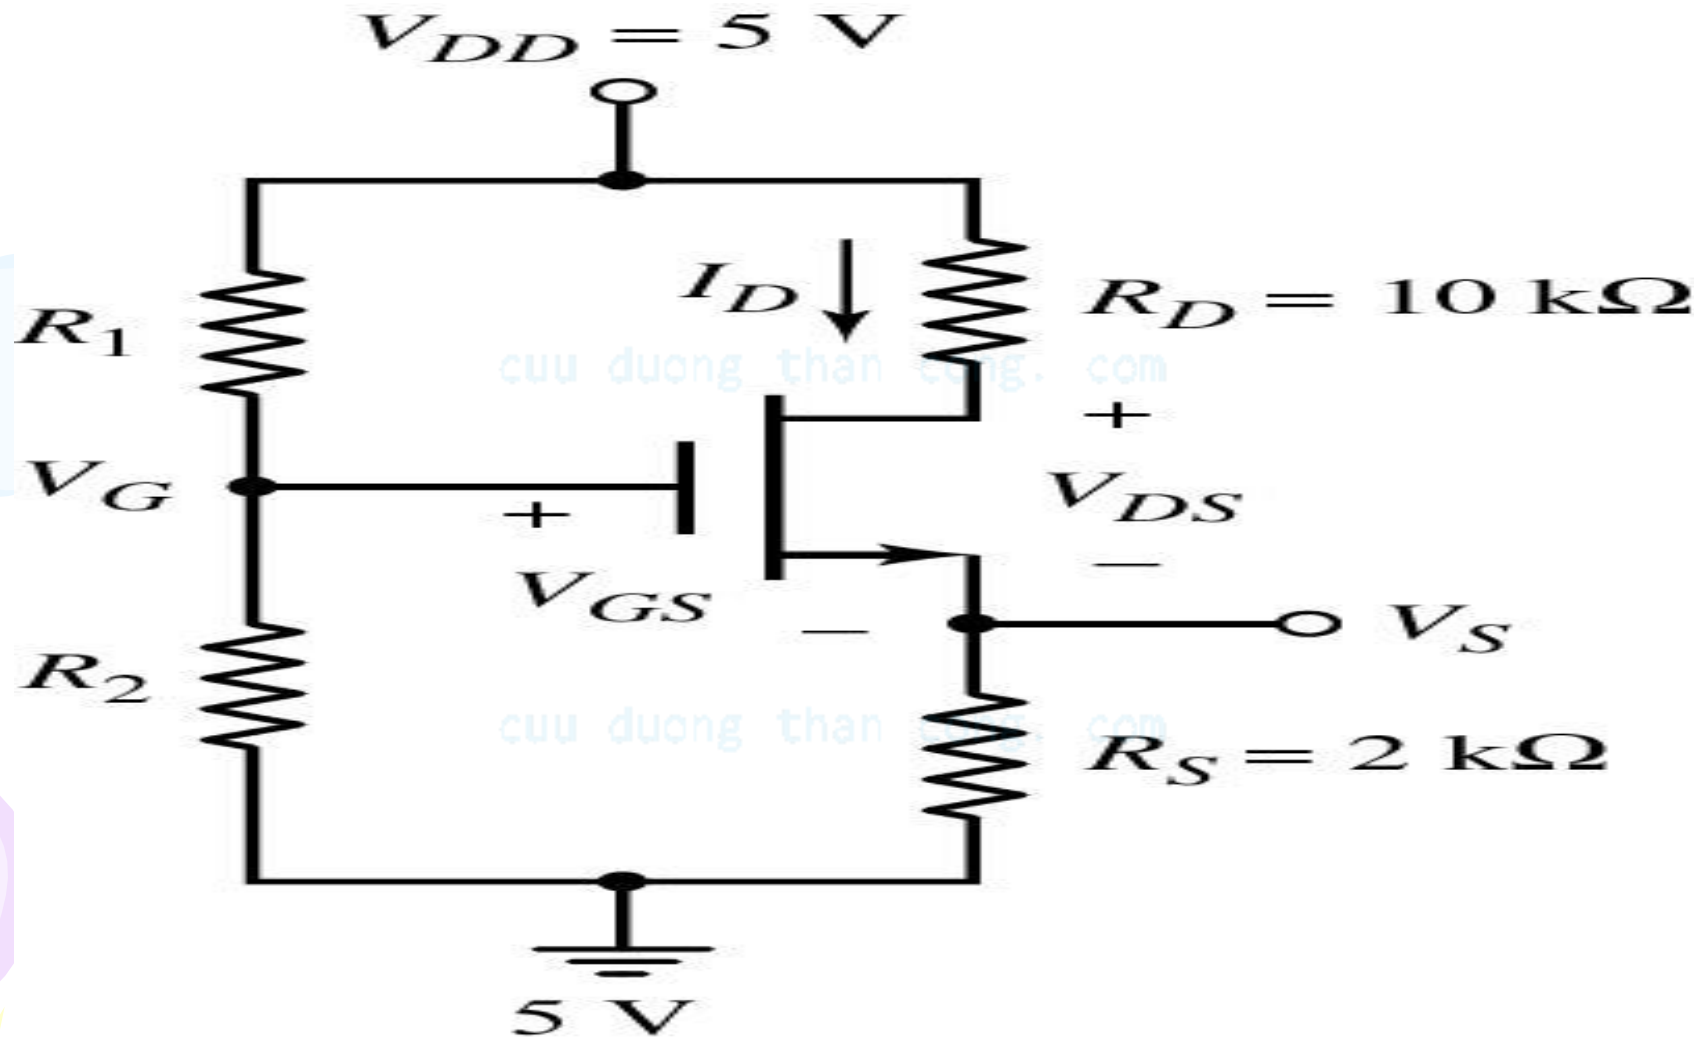 V_DD = 5 V
I_D
R_D = 10 kΩ
R_1
cuu duong than cong. com
+
V_G
+
V_DS
−
V_GS
−
V_S
R_2
cuu duong than cong. com
R_S = 2 kΩ
5 V